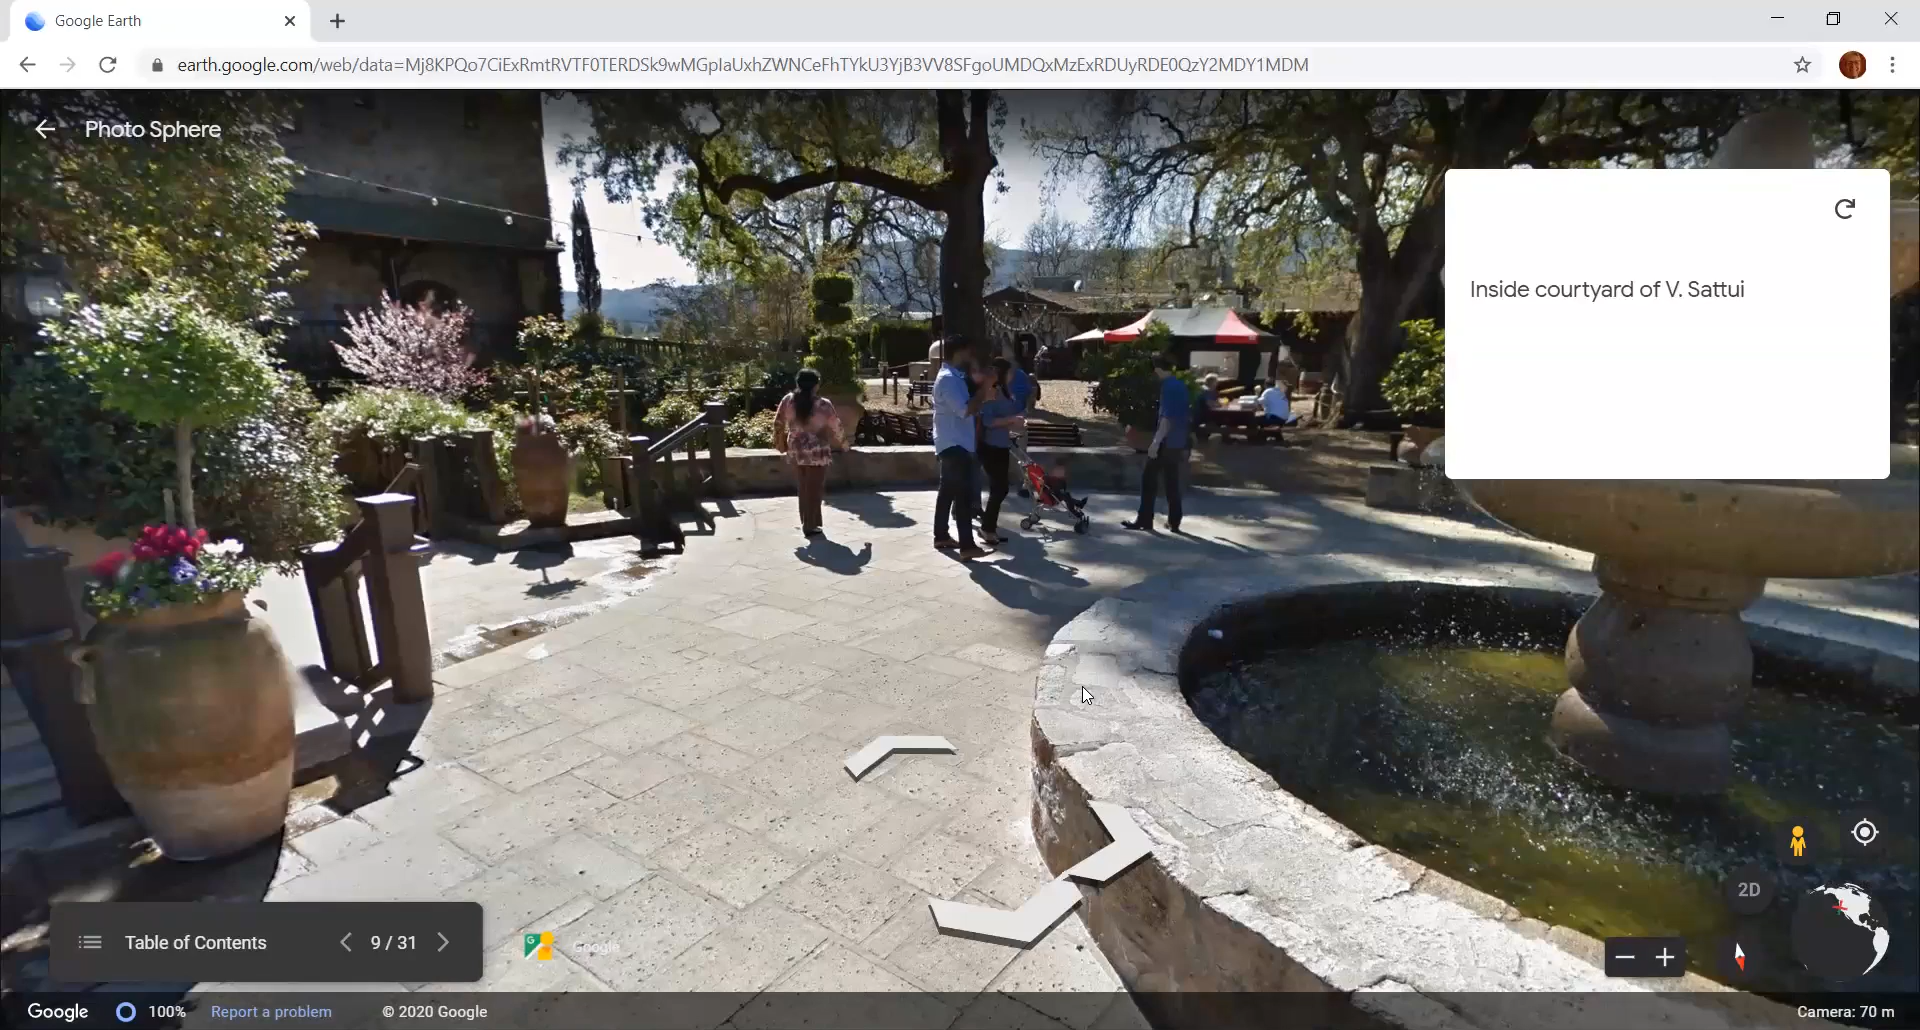 Google Earth
earth.google.com/web/data=Mj8KPQo7CiExRmtRVTF0TERDSk9wMGplaUxhZWNCeFhTYkU3YjB3VV8SFgoUMDQxMzExRDUyRDE0QzY2MDY1MDM
Photo Sphere
Inside courtyard of V. Sattui
2D
Table of Contents
9 / 31
Google
Google
100%
Report a problem
© 2020 Google
Camera: 70 m